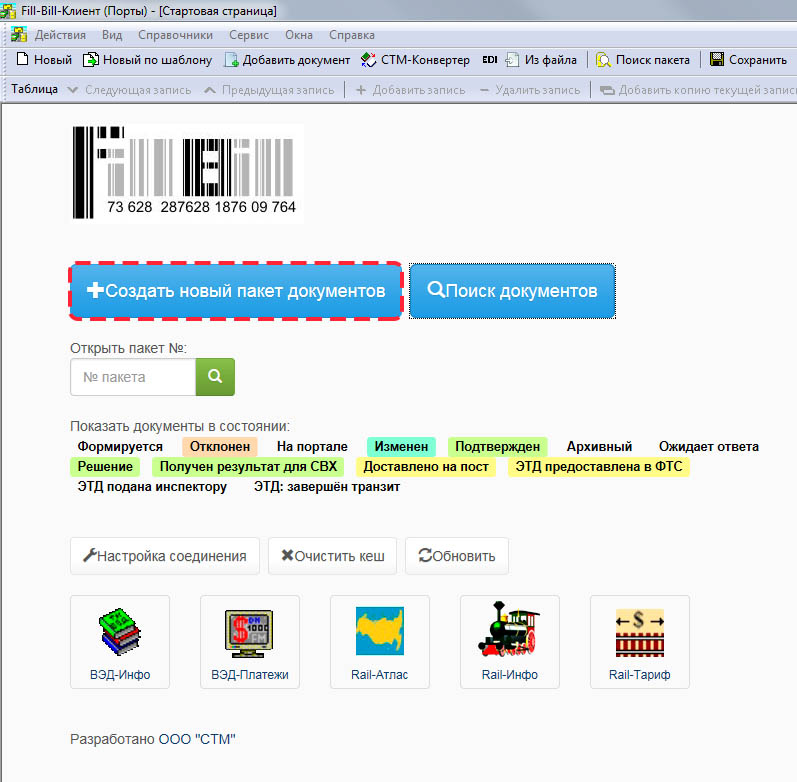 Fill-Bill-Клиент (Порты) - [Стартовая страница]
Действия Вид Справочники Сервис Окна Справка
Новый Новый по шаблону Добавить документ СТМ-Конвертер EDI Из файла Поиск пакета Сохранить
Таблица Следующая запись Предыдущая запись Добавить запись Удалить запись Добавить копию текущей
Fill Bill
73 628 287628 1876 09 764
Создать новый пакет документов Поиск документов
Открыть пакет №:
№ пакета
Показать документы в состоянии:
Формируется Отклонен На портале Изменен Подтвержден Архивный Ожидает ответа
Решение Получен результат для СВХ Доставлено на пост ЭТД предоставлена в ФТС
ЭТД подана инспектору ЭТД: завершён транзит
Настройка соединения Очистить кеш Обновить
ВЭД-Инфо ВЭД-Платежи Rail-Атлас Rail-Инфо Rail-Тариф
Разработано ООО "СТМ"